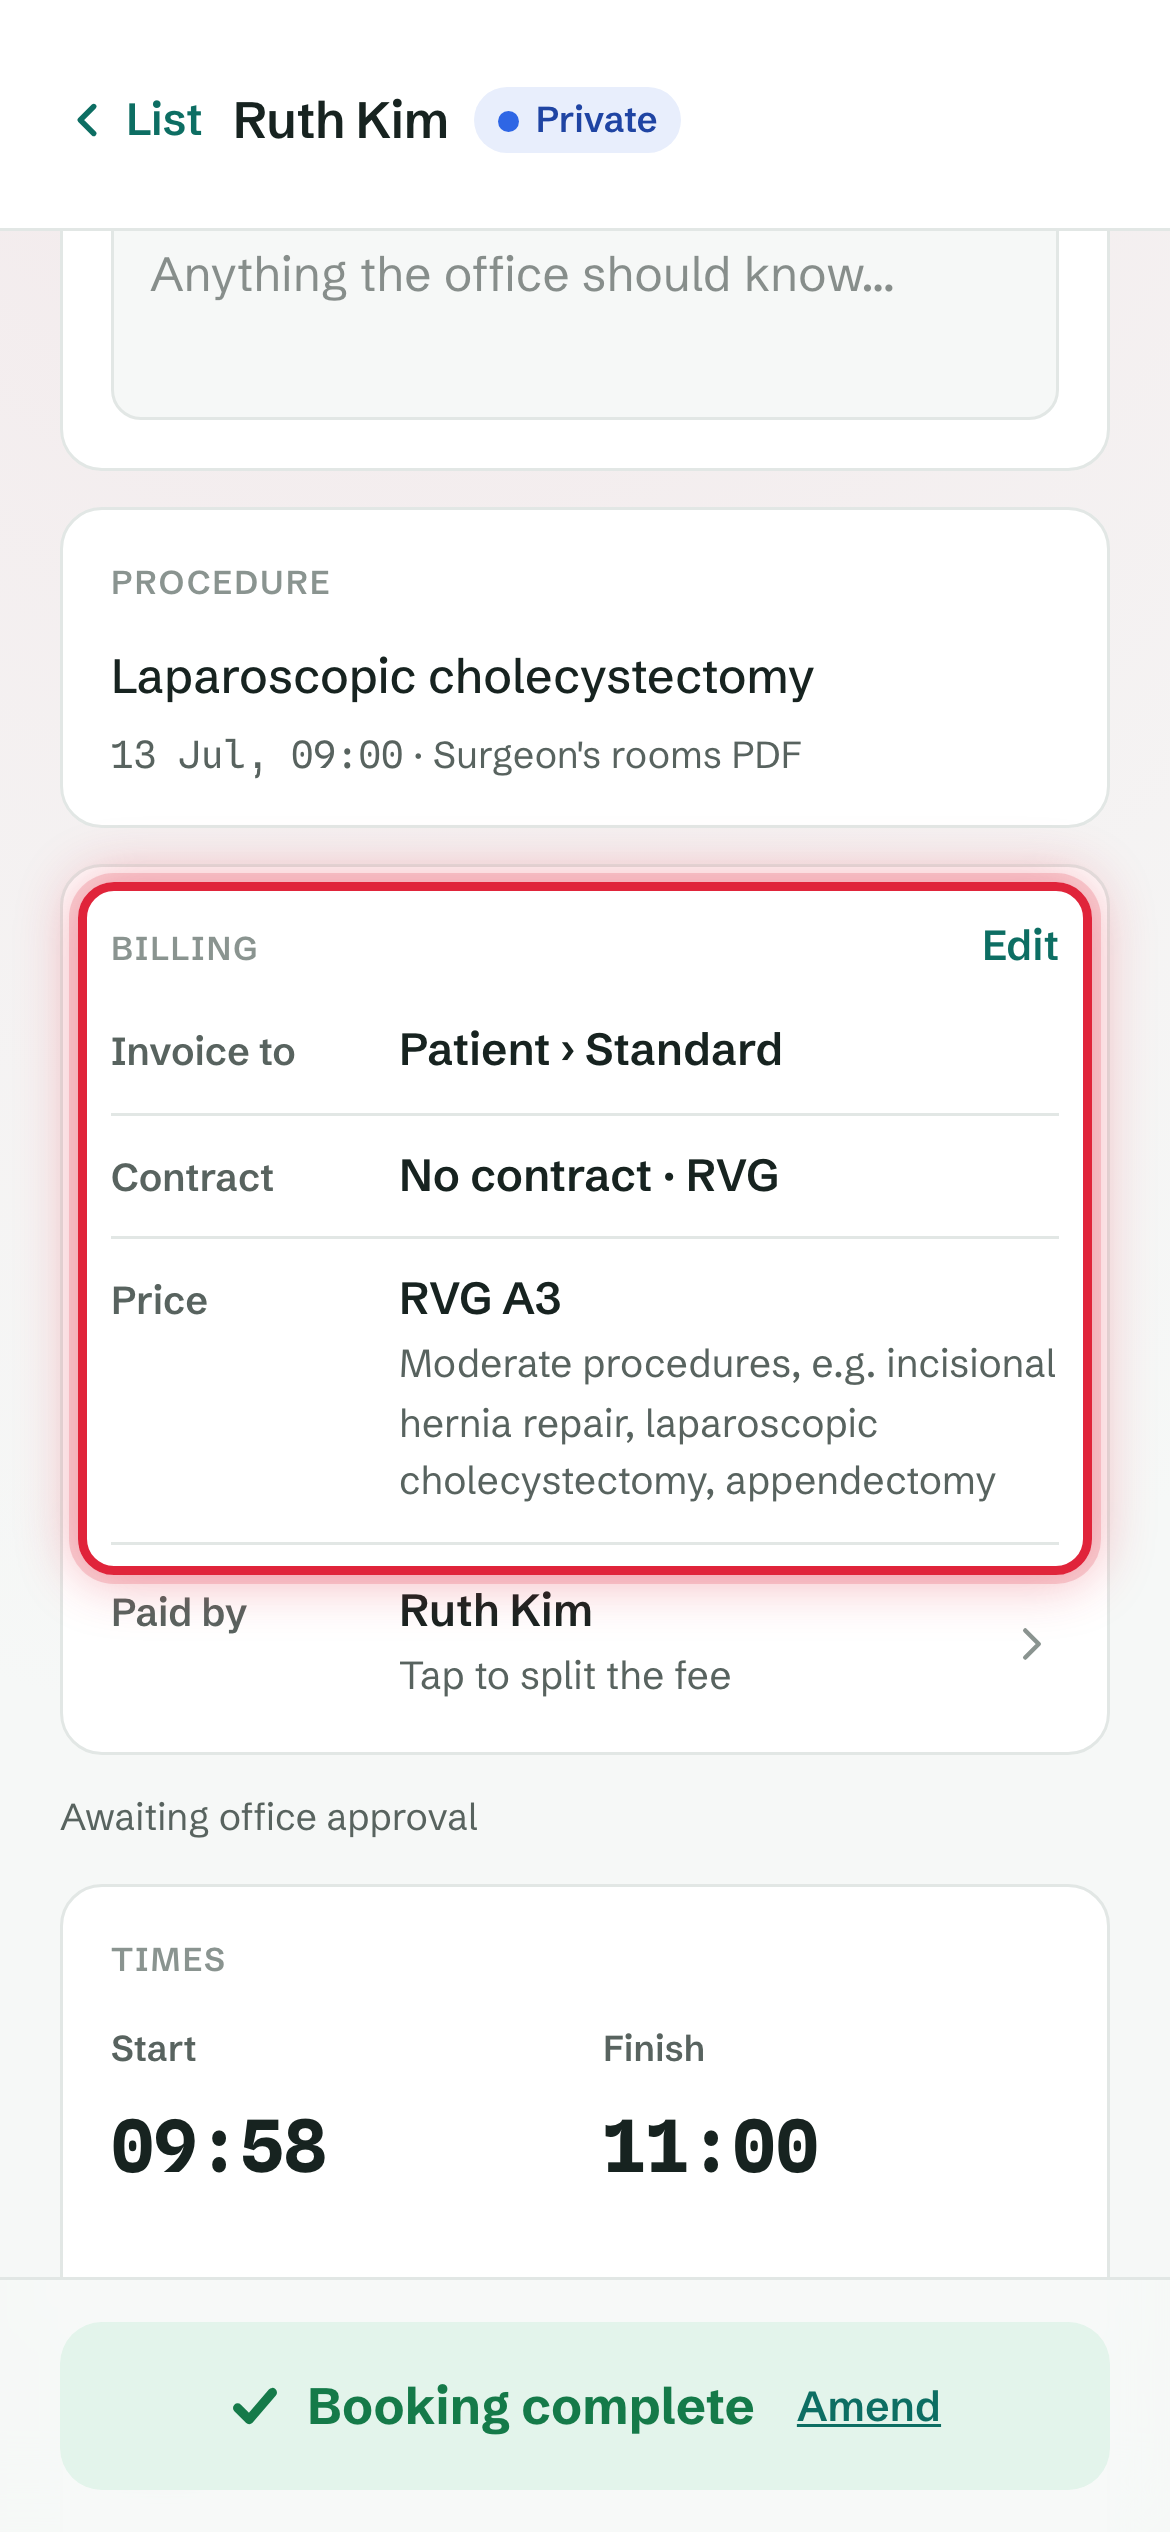 List Ruth Kim Private
Anything the office should know...
PROCEDURE
Laparoscopic cholecystectomy
13 Jul, 09:00 · Surgeon's rooms PDF
BILLING Edit
Invoice to Patient › Standard
Contract No contract · RVG
Price RVG A3
Moderate procedures, e.g. incisional
hernia repair, laparoscopic
cholecystectomy, appendectomy
Paid by Ruth Kim
Tap to split the fee
Awaiting office approval
TIMES
Start Finish
09:58 11:00
Booking complete Amend